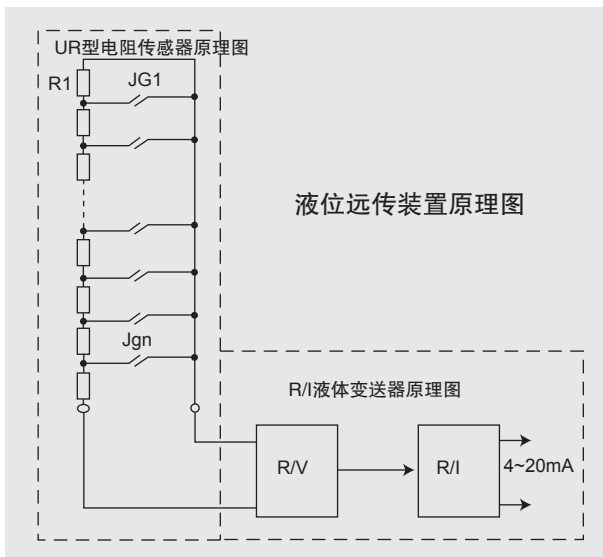 UR型电阻传感器原理图
R1
JG1
液位远传装置原理图
Jgn
R/I液体变送器原理图
R/V
R/I
4~20mA